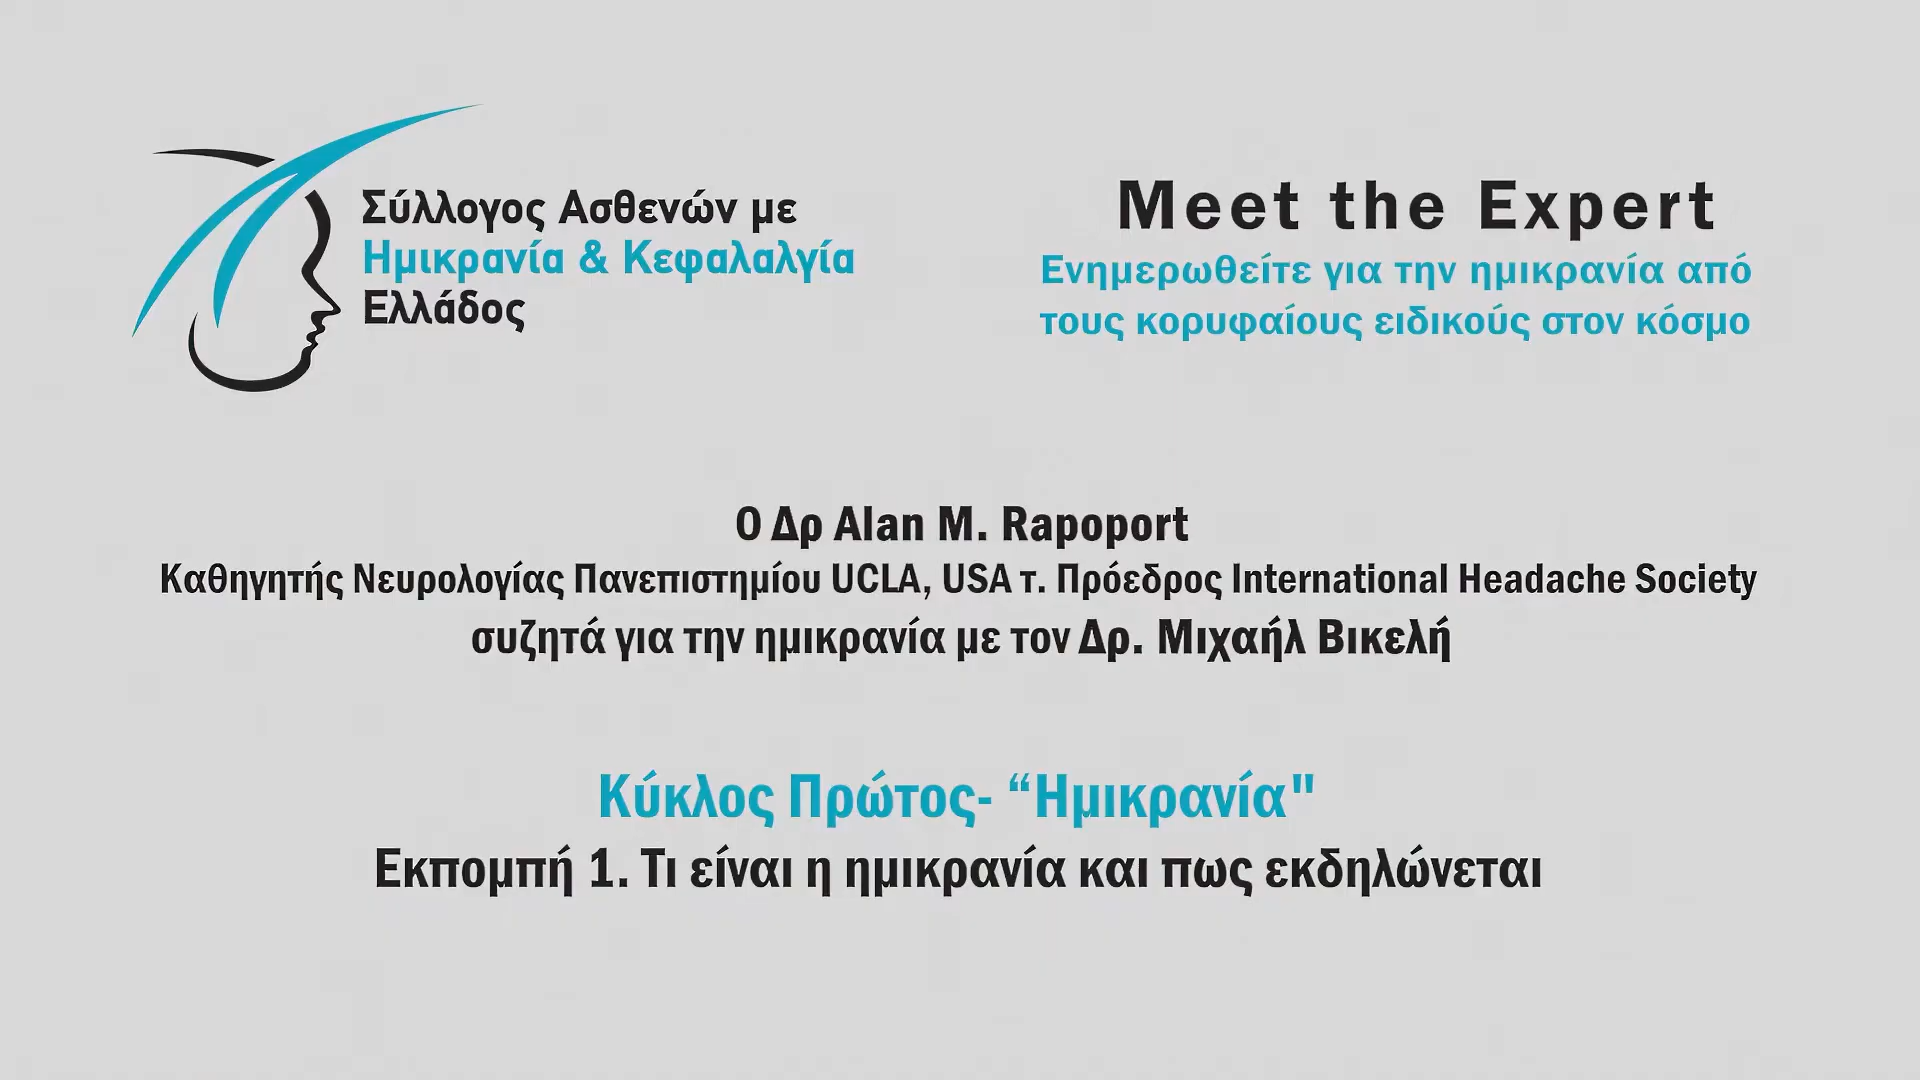 Σύλλογος Ασθενών με
Ημικρανία & Κεφαλαλγία
Ελλάδος
Meet the Expert
Ενημερωθείτε για την ημικρανία από
τους κορυφαίους ειδικούς στον κόσμο
Ο Δρ Alan M. Rapoport
Καθηγητής Νευρολογίας Πανεπιστημίου UCLA, USA τ. Πρόεδρος International Headache Society
συζητά για την ημικρανία με τον Δρ. Μιχαήλ Βικελή
Κύκλος Πρώτος- “Ημικρανία"
Εκπομπή 1. Τι είναι η ημικρανία και πως εκδηλώνεται